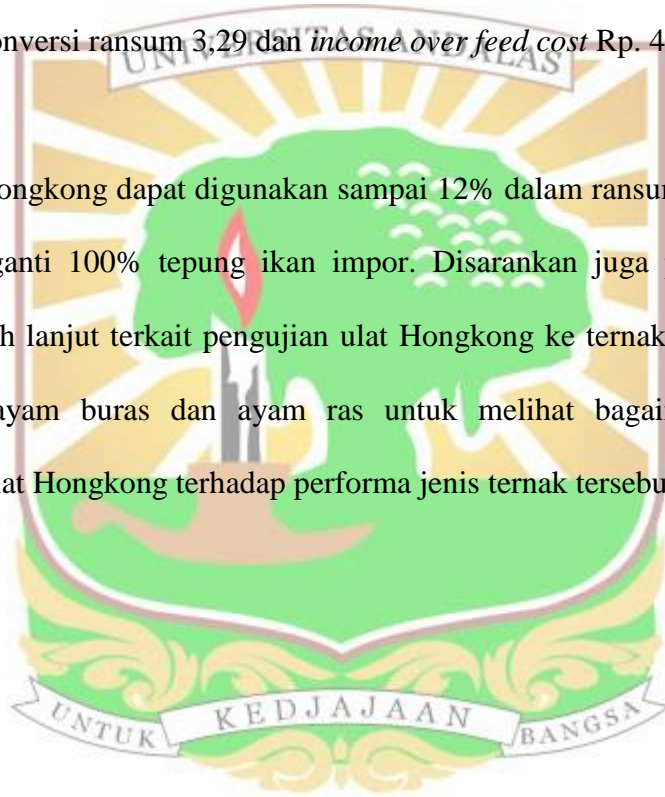 onversi ransum 3,29 dan income over feed cost Rp. 4
UNIVERSITAS ANDALAS
ongkong dapat digunakan sampai 12% dalam ransum
ganti 100% tepung ikan impor. Disarankan juga
h lanjut terkait pengujian ulat Hongkong ke ternak
ayam buras dan ayam ras untuk melihat bagai
at Hongkong terhadap performa jenis ternak tersebu
UNTUK KEDJAJAAN BANGSA